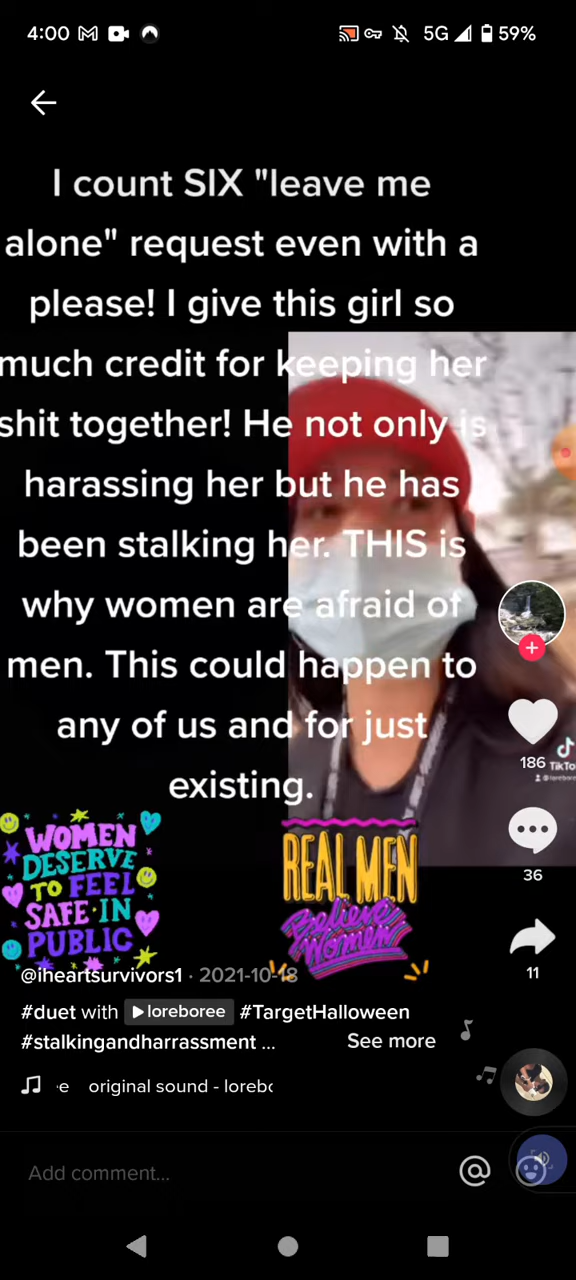 4:00
5G
59%
I count SIX "leave me
alone" request even with a
please! I give this girl so
much credit for keeping her
shit together! He not only is
harassing her but he has
been stalking her. THIS is
why women are afraid of
men. This could happen to
any of us and for just
existing.
186
TikTo
36
WOMEN
DESERVE
TO FEEL
SAFE·IN
PUBLIC
REAL MEN
Believe
Women
11
@iheartsurvivors1 · 2021-10-18
#duet with loreboree #TargetHalloween
#stalkingandharrassment ... See more
e original sound - lorebo
Add comment...